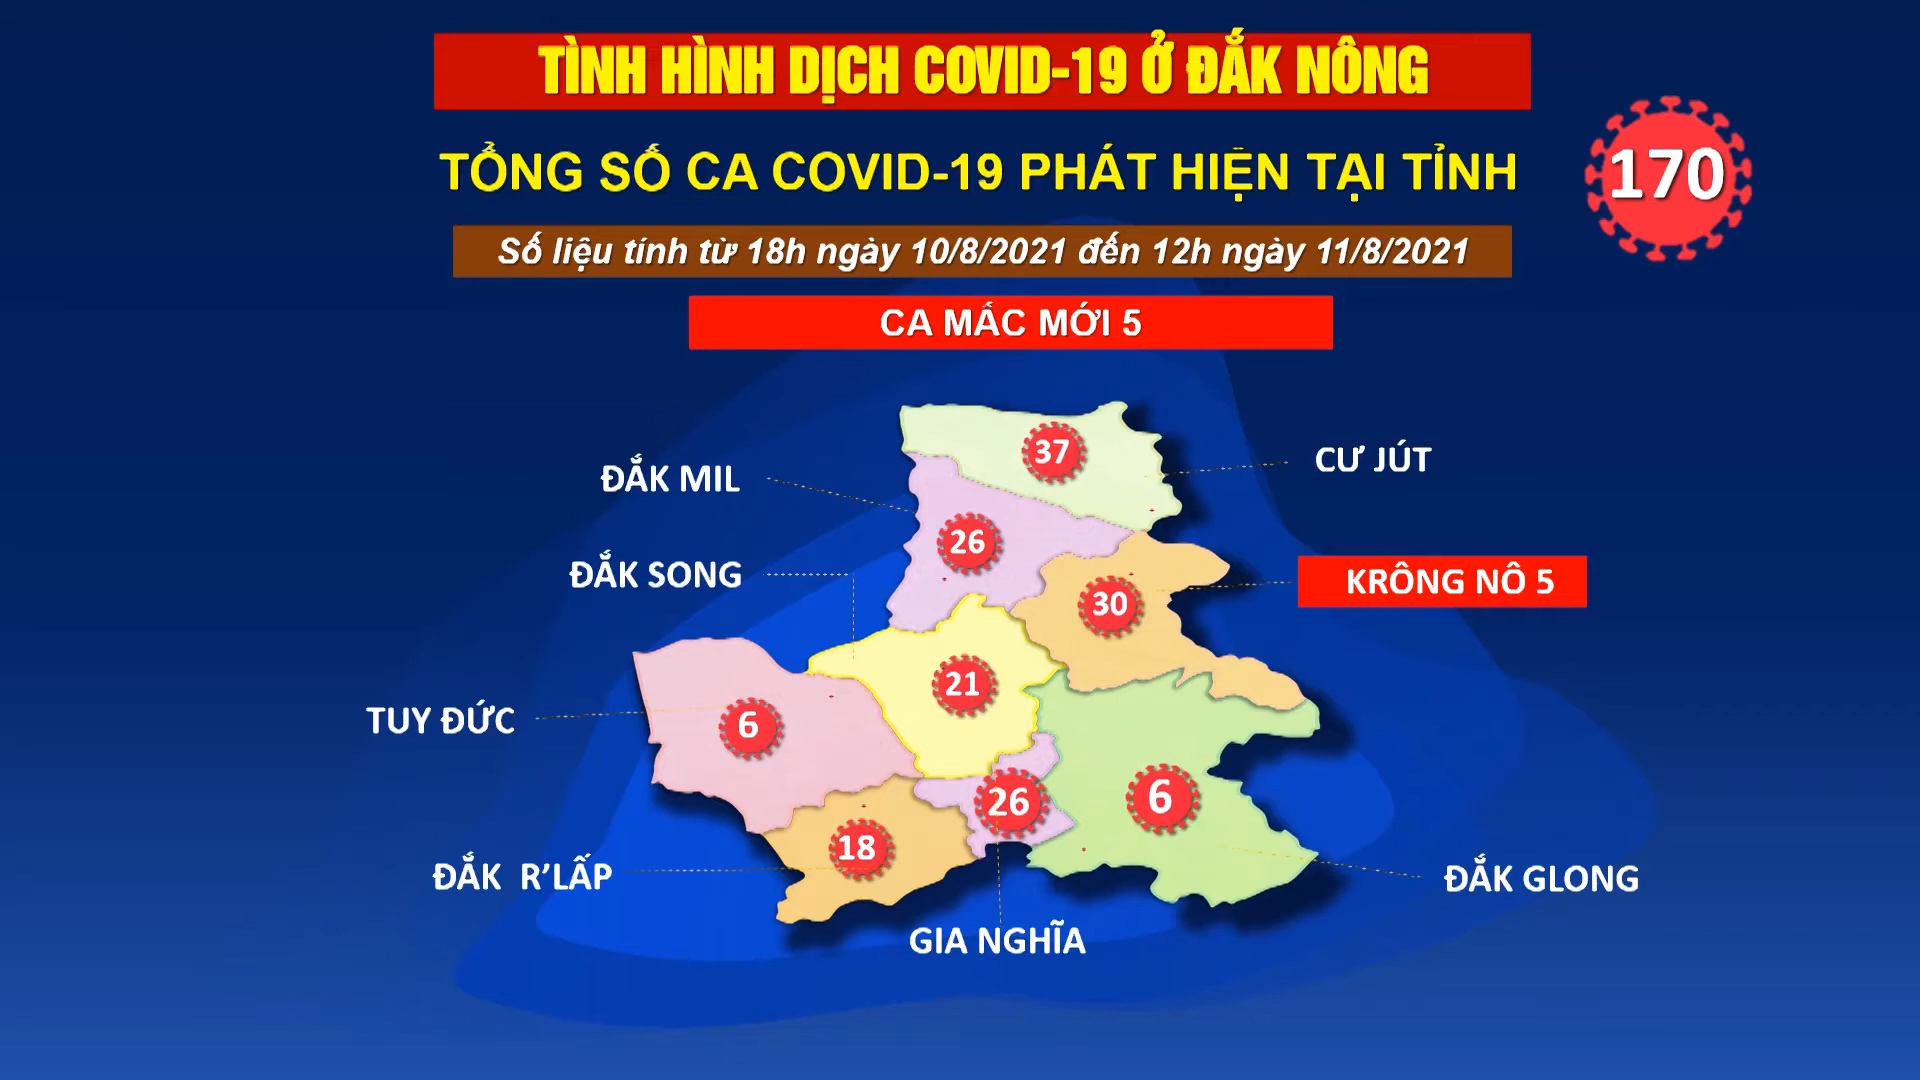 TÌNH HÌNH DỊCH COVID-19 Ở ĐẮK NÔNG
TỔNG SỐ CA COVID-19 PHÁT HIỆN TẠI TỈNH
170
Số liệu tính từ 18h ngày 10/8/2021 đến 12h ngày 11/8/2021
CA MẮC MỚI 5
37
CƯ JÚT
ĐẮK MIL
26
ĐẮK SONG
30
KRÔNG NÔ 5
21
TUY ĐỨC
6
26
6
18
ĐẮK R’LẤP
ĐẮK GLONG
GIA NGHĨA